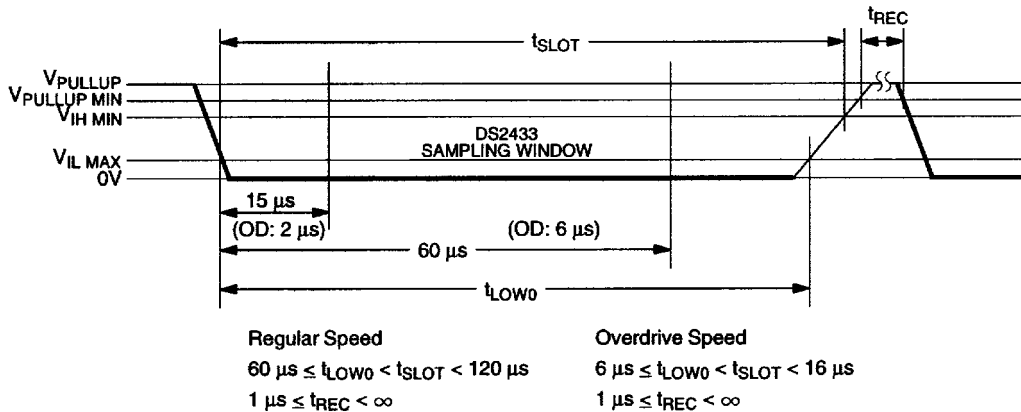 tREC
tSLOT
VPULLUP
VPULLUP MIN
VIH MIN
DS2433
SAMPLING WINDOW
VIL MAX
0V
15 µs
(OD: 2 µs)
(OD: 6 µs)
60 µs
tLOW0
Regular Speed
60 µs ≤ tLOW0 < tSLOT < 120 µs
1 µs ≤ tREC < ∞
Overdrive Speed
6 µs ≤ tLOW0 < tSLOT < 16 µs
1 µs ≤ tREC < ∞